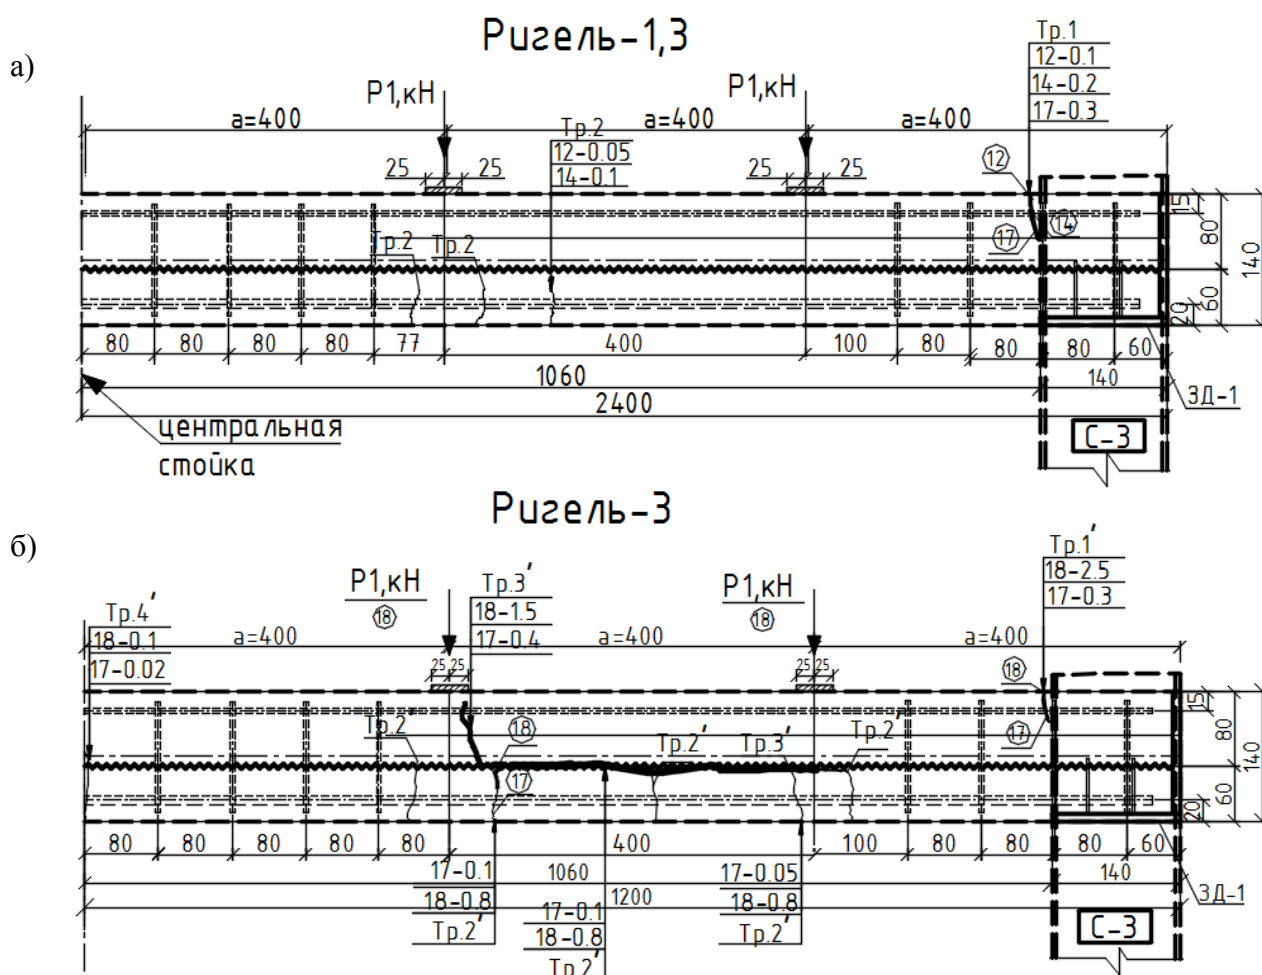 Ригель-1,3
а)
Тр.1
12-0.1
14-0.2
17-0.3
Р1,кН
Р1,кН
а=400
а=400
а=400
Тр.2
12-0.05
14-0.1
25
25
25
25
12
17
14
15
80
140
60
20
Тр.2
Тр.2
80
80
80
80
77
400
100
80
80
80
60
1060
140
2400
ЗД-1
центральная
стойка
С-3
Ригель-3
б)
Тр.1'
18-2.5
17-0.3
Р1,кН
18
Тр.3'
18-1.5
17-0.4
Р1,кН
18
Тр.4'
18-0.1
17-0.02
а=400
а=400
а=400
25
25
25
25
18
17
15
80
140
60
20
Тр.2'
18
17
Тр.2'
Тр.3'
Тр.2'
80
80
80
80
80
400
100
80
80
80
60
17-0.1
18-0.8
Тр.2'
1060
17-0.05
18-0.8
Тр.2'
140
1200
17-0.1
18-0.8
Тр.2'
ЗД-1
С-3